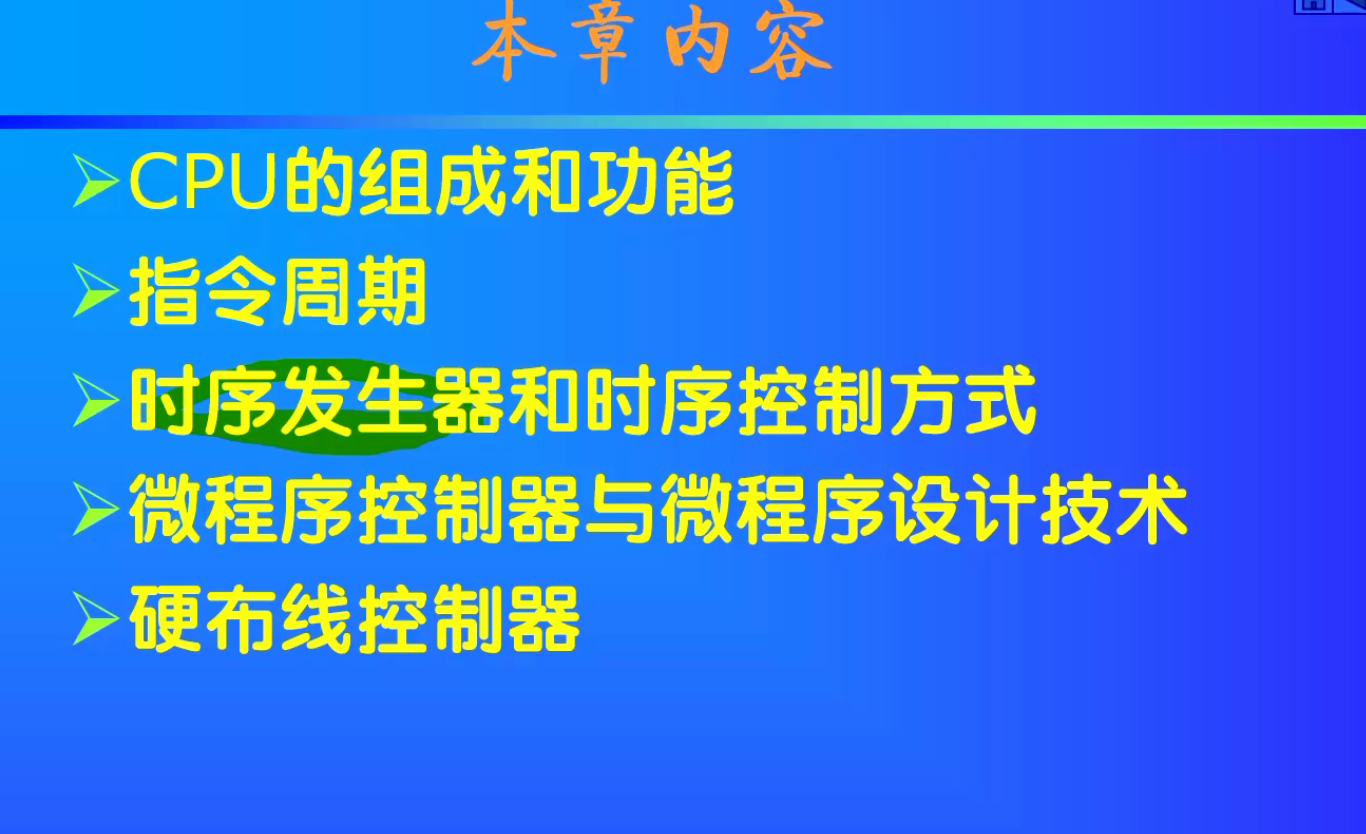 本章内容
CPU的组成和功能
指令周期
时序发生器和时序控制方式
微程序控制器与微程序设计技术
硬布线控制器